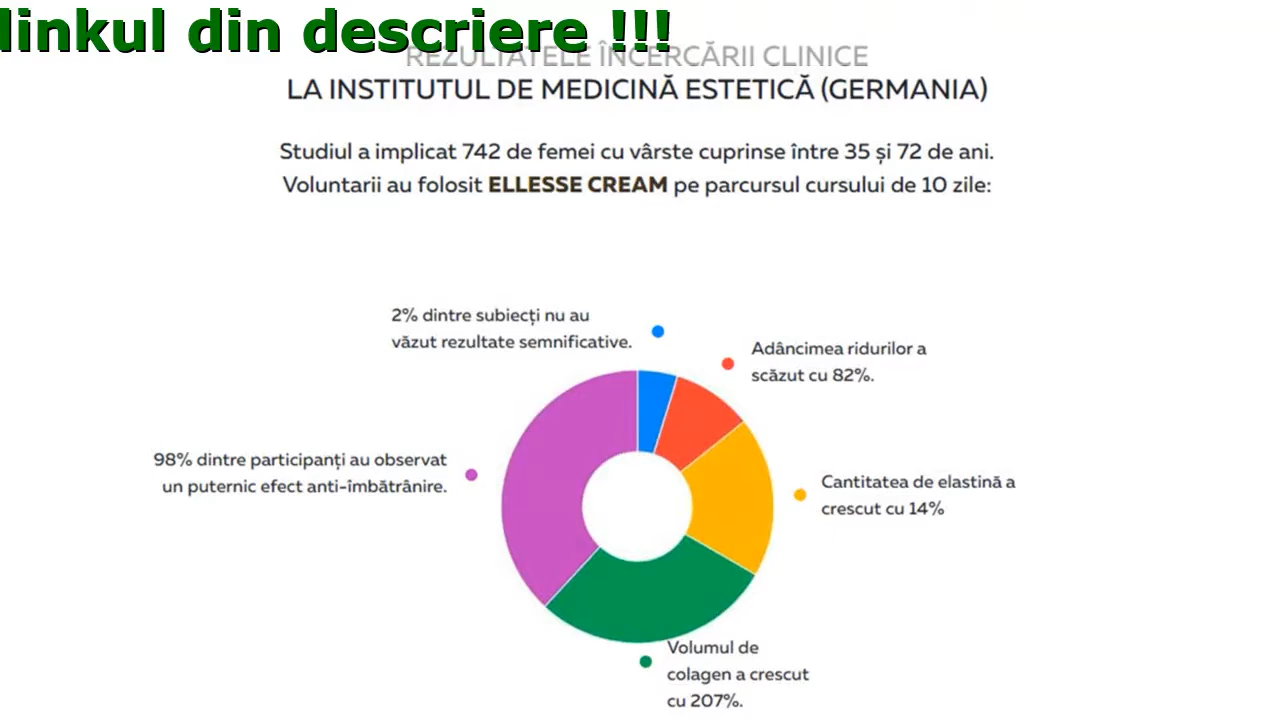 linkul din descriere !!!
REZULTATELE ÎNCERCĂRII CLINICE
LA INSTITUTUL DE MEDICINĂ ESTETICĂ (GERMANIA)
Studiul a implicat 742 de femei cu vârste cuprinse între 35 și 72 de ani.
Voluntarii au folosit ELLESSE CREAM pe parcursul cursului de 10 zile:
2% dintre subiecți nu au
văzut rezultate semnificative.
Adâncimea ridurilor a
scăzut cu 82%.
98% dintre participanți au observat
un puternic efect anti-îmbătrânire.
Cantitatea de elastină a
crescut cu 14%
Volumul de
colagen a crescut
cu 207%.